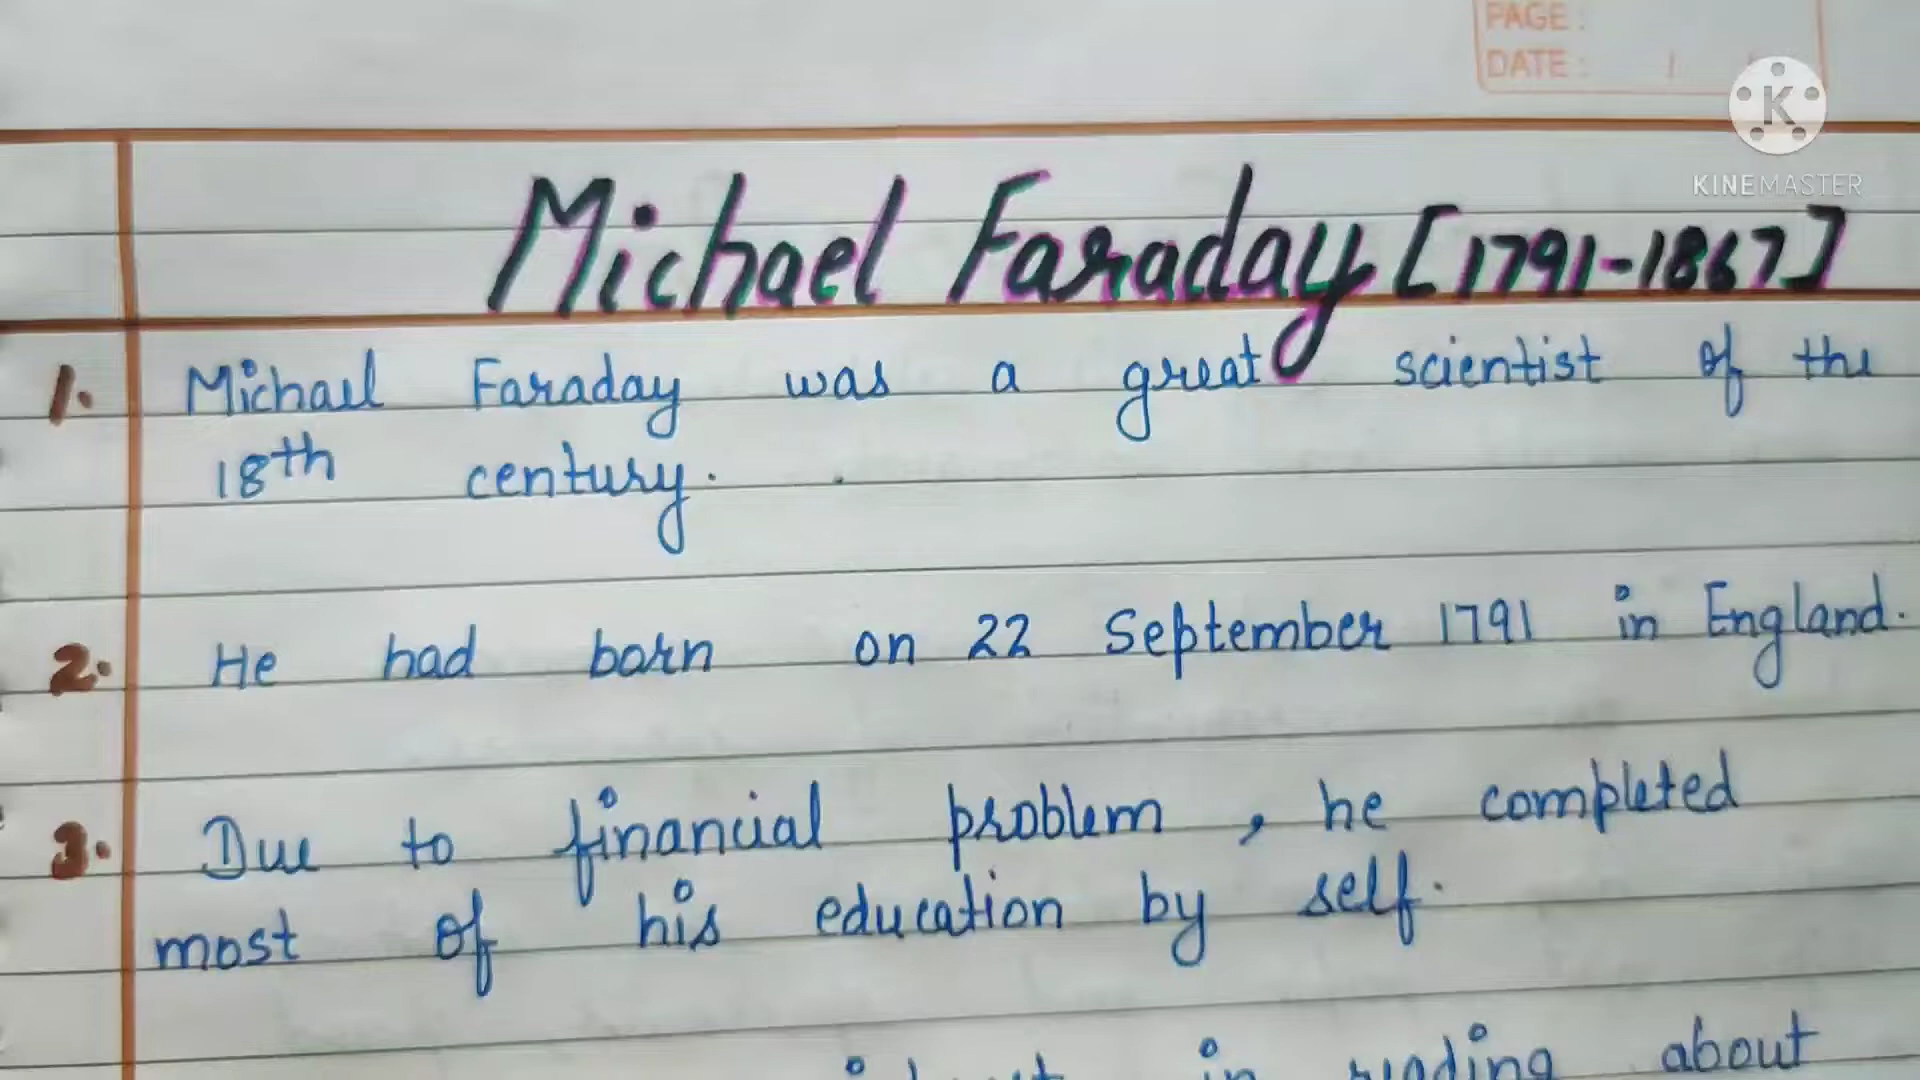 PAGE:
DATE: / /
KINEMASTER
Michael Faraday [1791-1867]
1. Michael Faraday was a great scientist of the
18th century.
2. He had born on 22 September 1791 in England.
3. Due to financial problem, he completed
most of his education by self.
in reading about